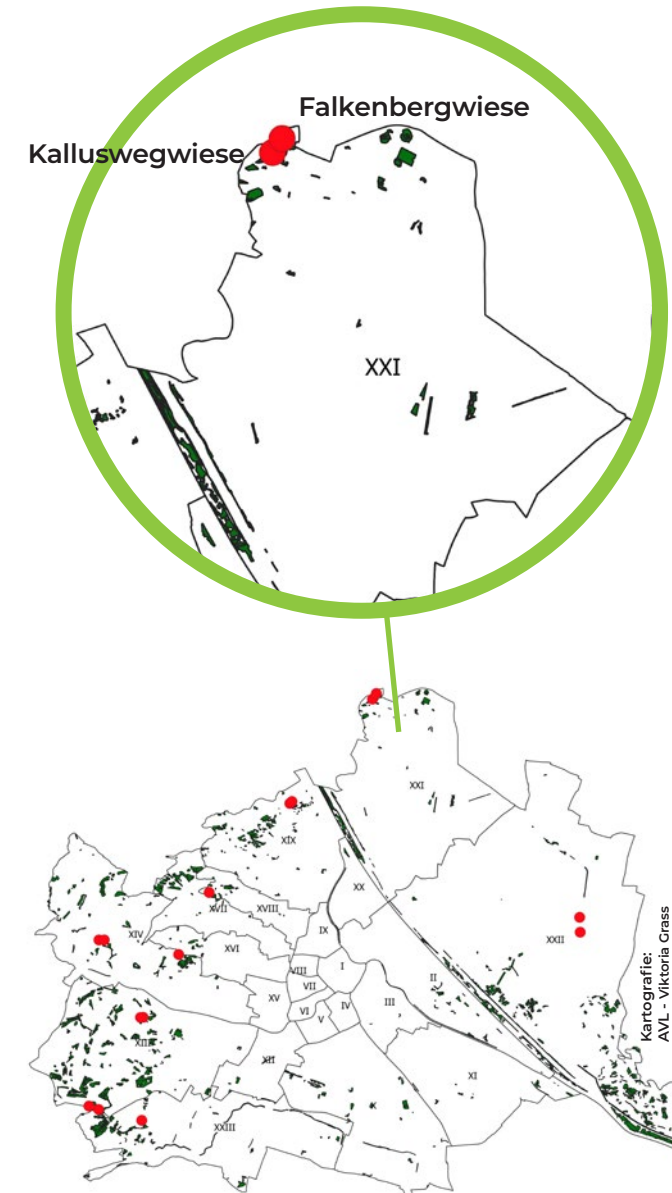 Falkenbergwiese
Kalluswegwiese
XXI
XXI
XIX
XX
XVII
XVIII
XIV
IX
XVI
XXII
VIII
I
II
VII
XV
III
VI
IV
V
XIII
XII
XI
X
XXIII
Kartografie:
AVL - Viktoria Grass